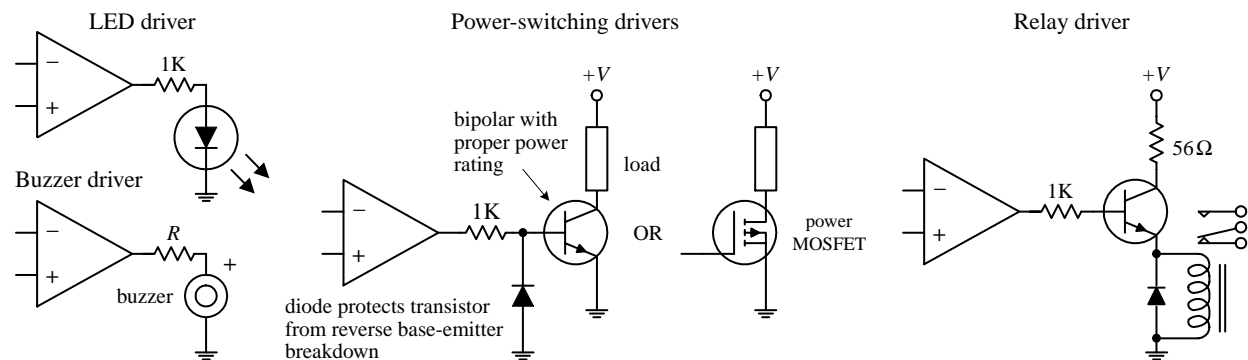 LED driver
Power-switching drivers
Relay driver
1K
−
+
Buzzer driver
R
−
+
+
buzzer
+V
+V
bipolar with
proper power
rating
load
1K
−
+
OR
power
MOSFET
diode protects transistor
from reverse base-emitter
breakdown
+V
56Ω
1K
−
+